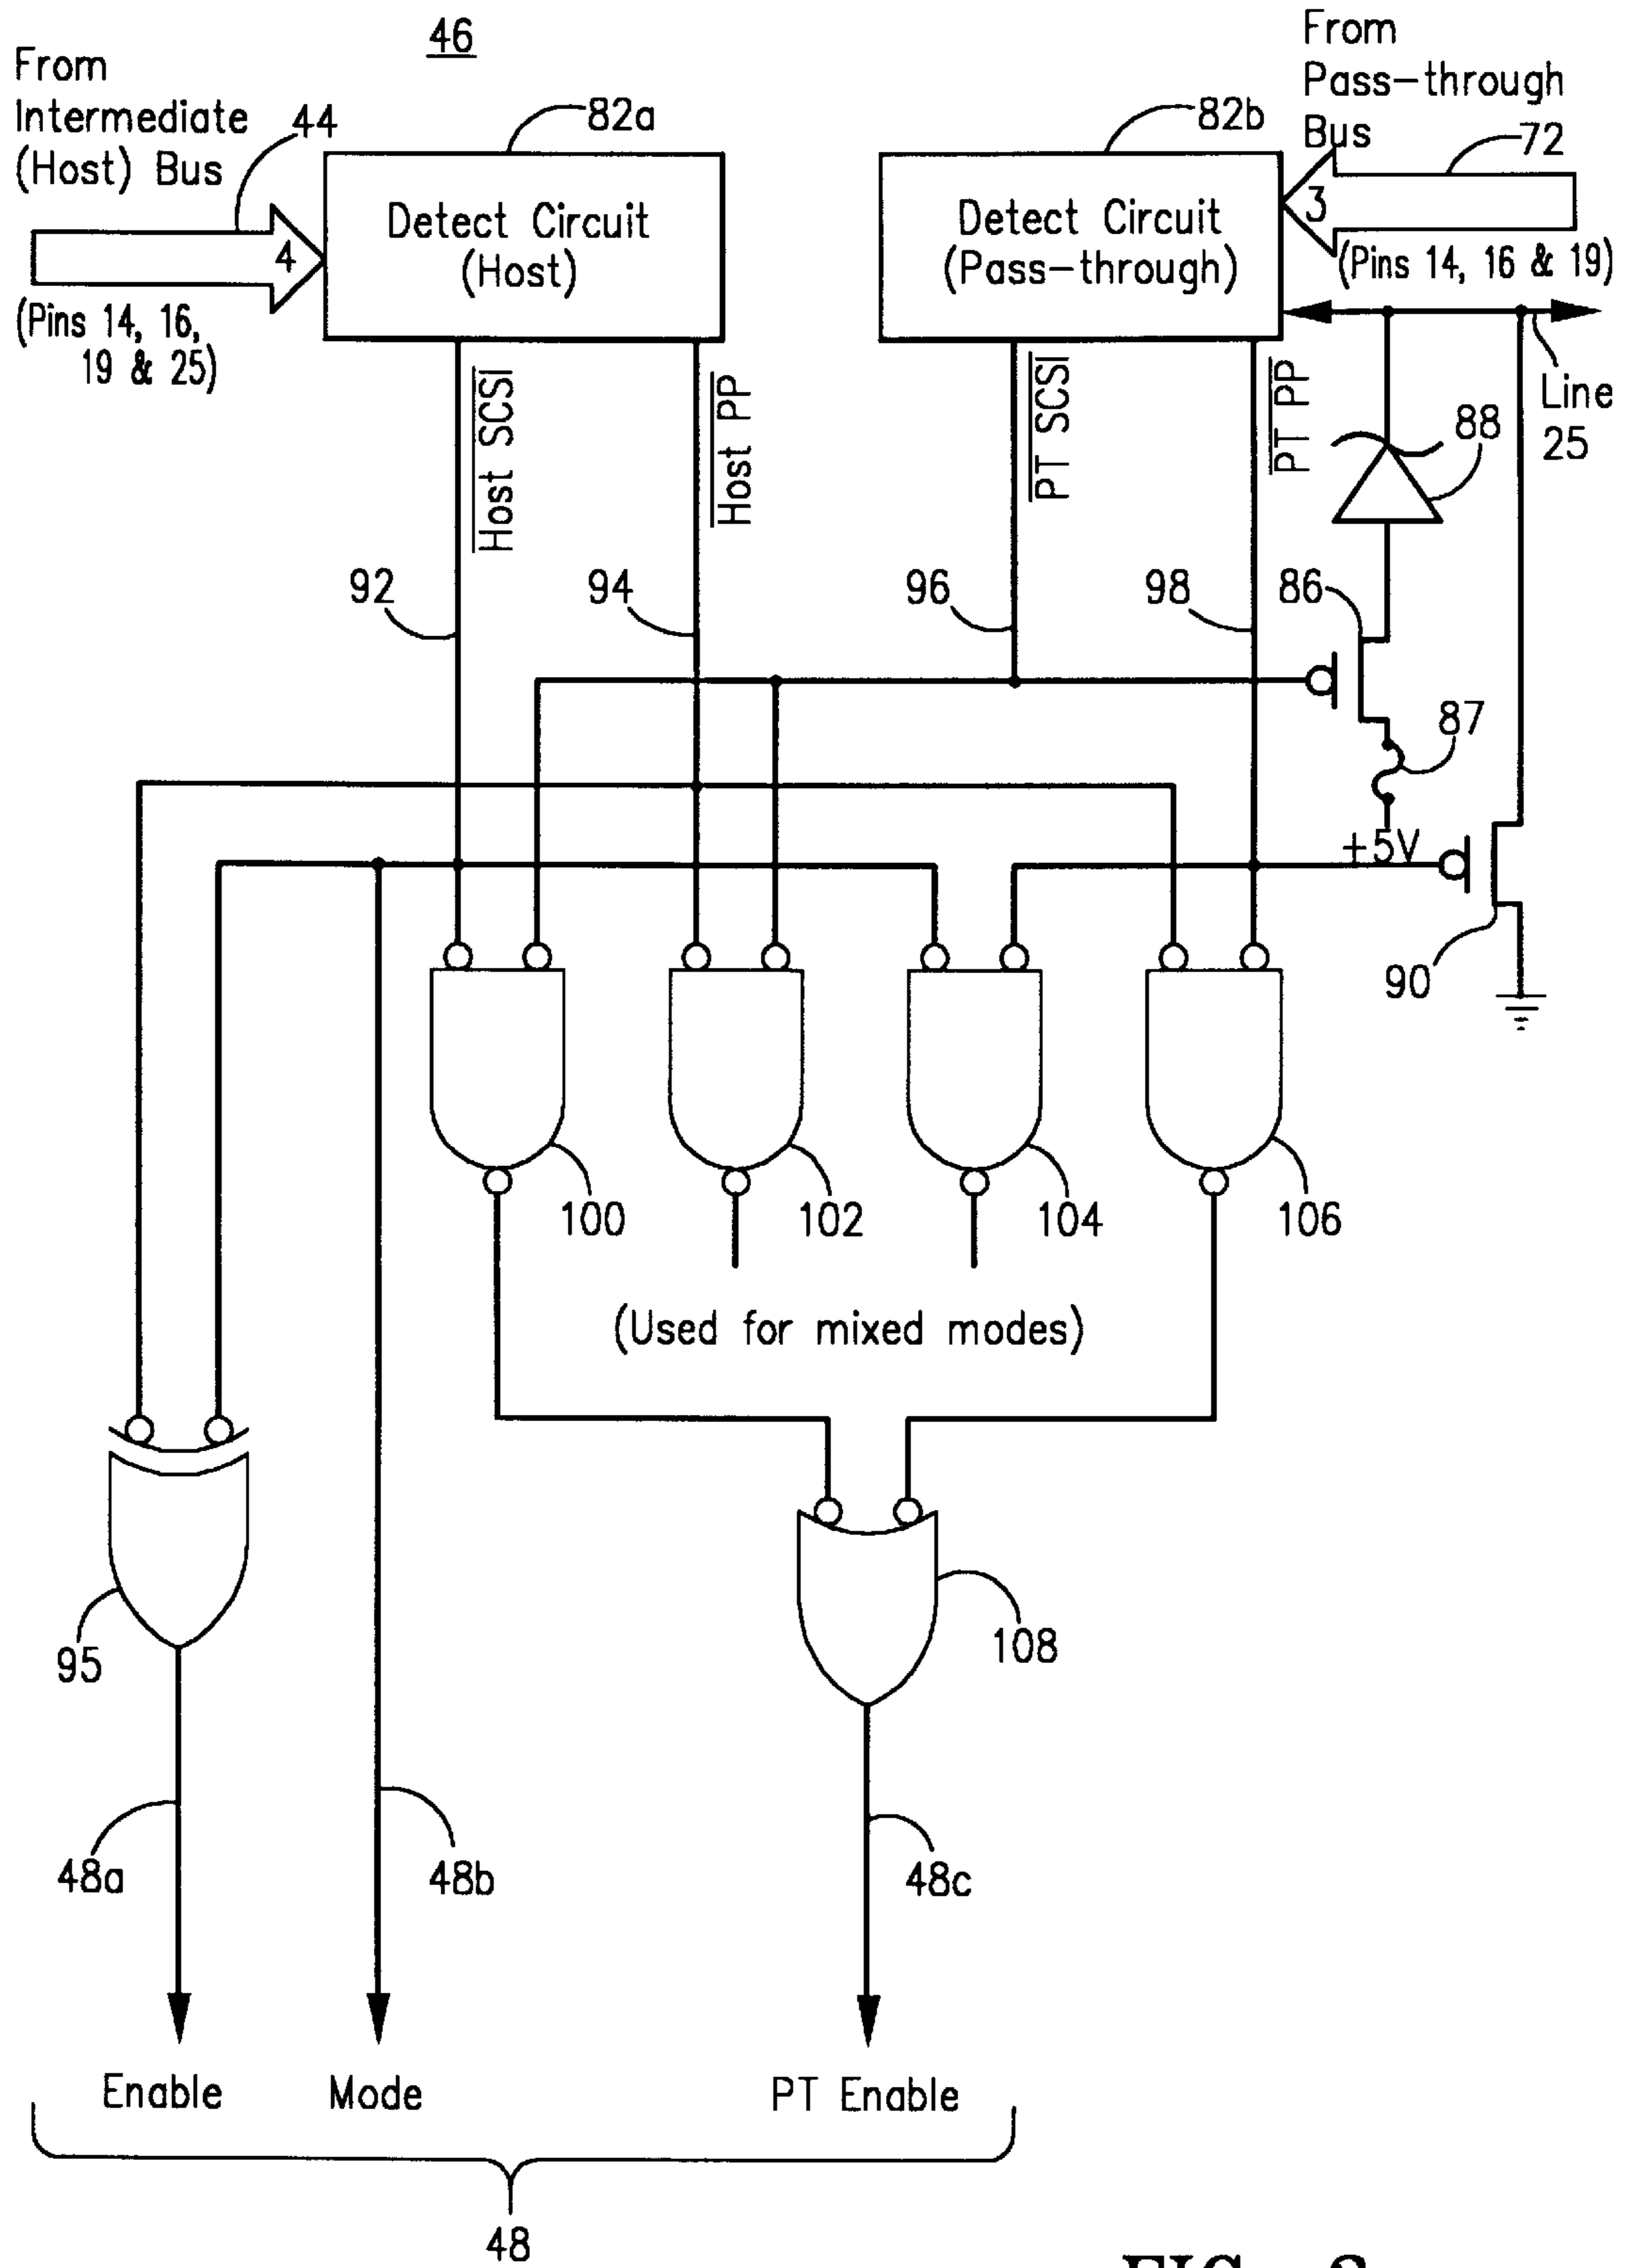 46
From
Intermediate
(Host) Bus
44
82a
82b
From
Pass-through
Bus
72
4
Detect Circuit
(Host)
Detect Circuit
(Pass-through)
3
(Pins 14, 16,
19 & 25)
(Pins 14, 16 & 19)
Host SCSI
Host PP
PT SCSI
PT PP
Line
25
88
92
94
96
98
86
87
+5V
90
100
102
104
106
(Used for mixed modes)
95
108
48a
48b
48c
Enable
Mode
PT Enable
48